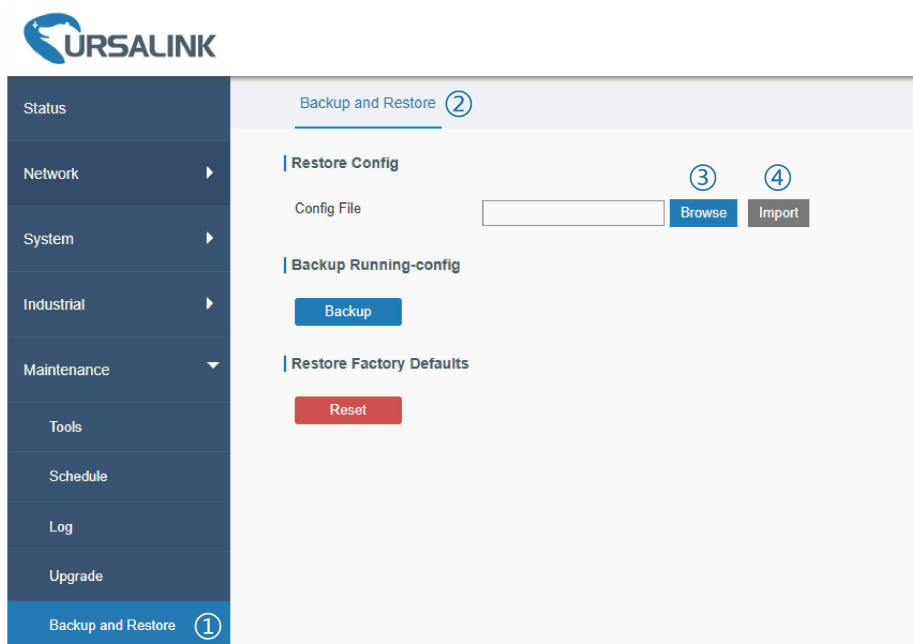 URSALINK
Status
Network
System
Industrial
Maintenance
Tools
Schedule
Log
Upgrade
Backup and Restore ①
Backup and Restore ②
Restore Config
③ ④
Config File Browse Import
Backup Running-config
Backup
Restore Factory Defaults
Reset